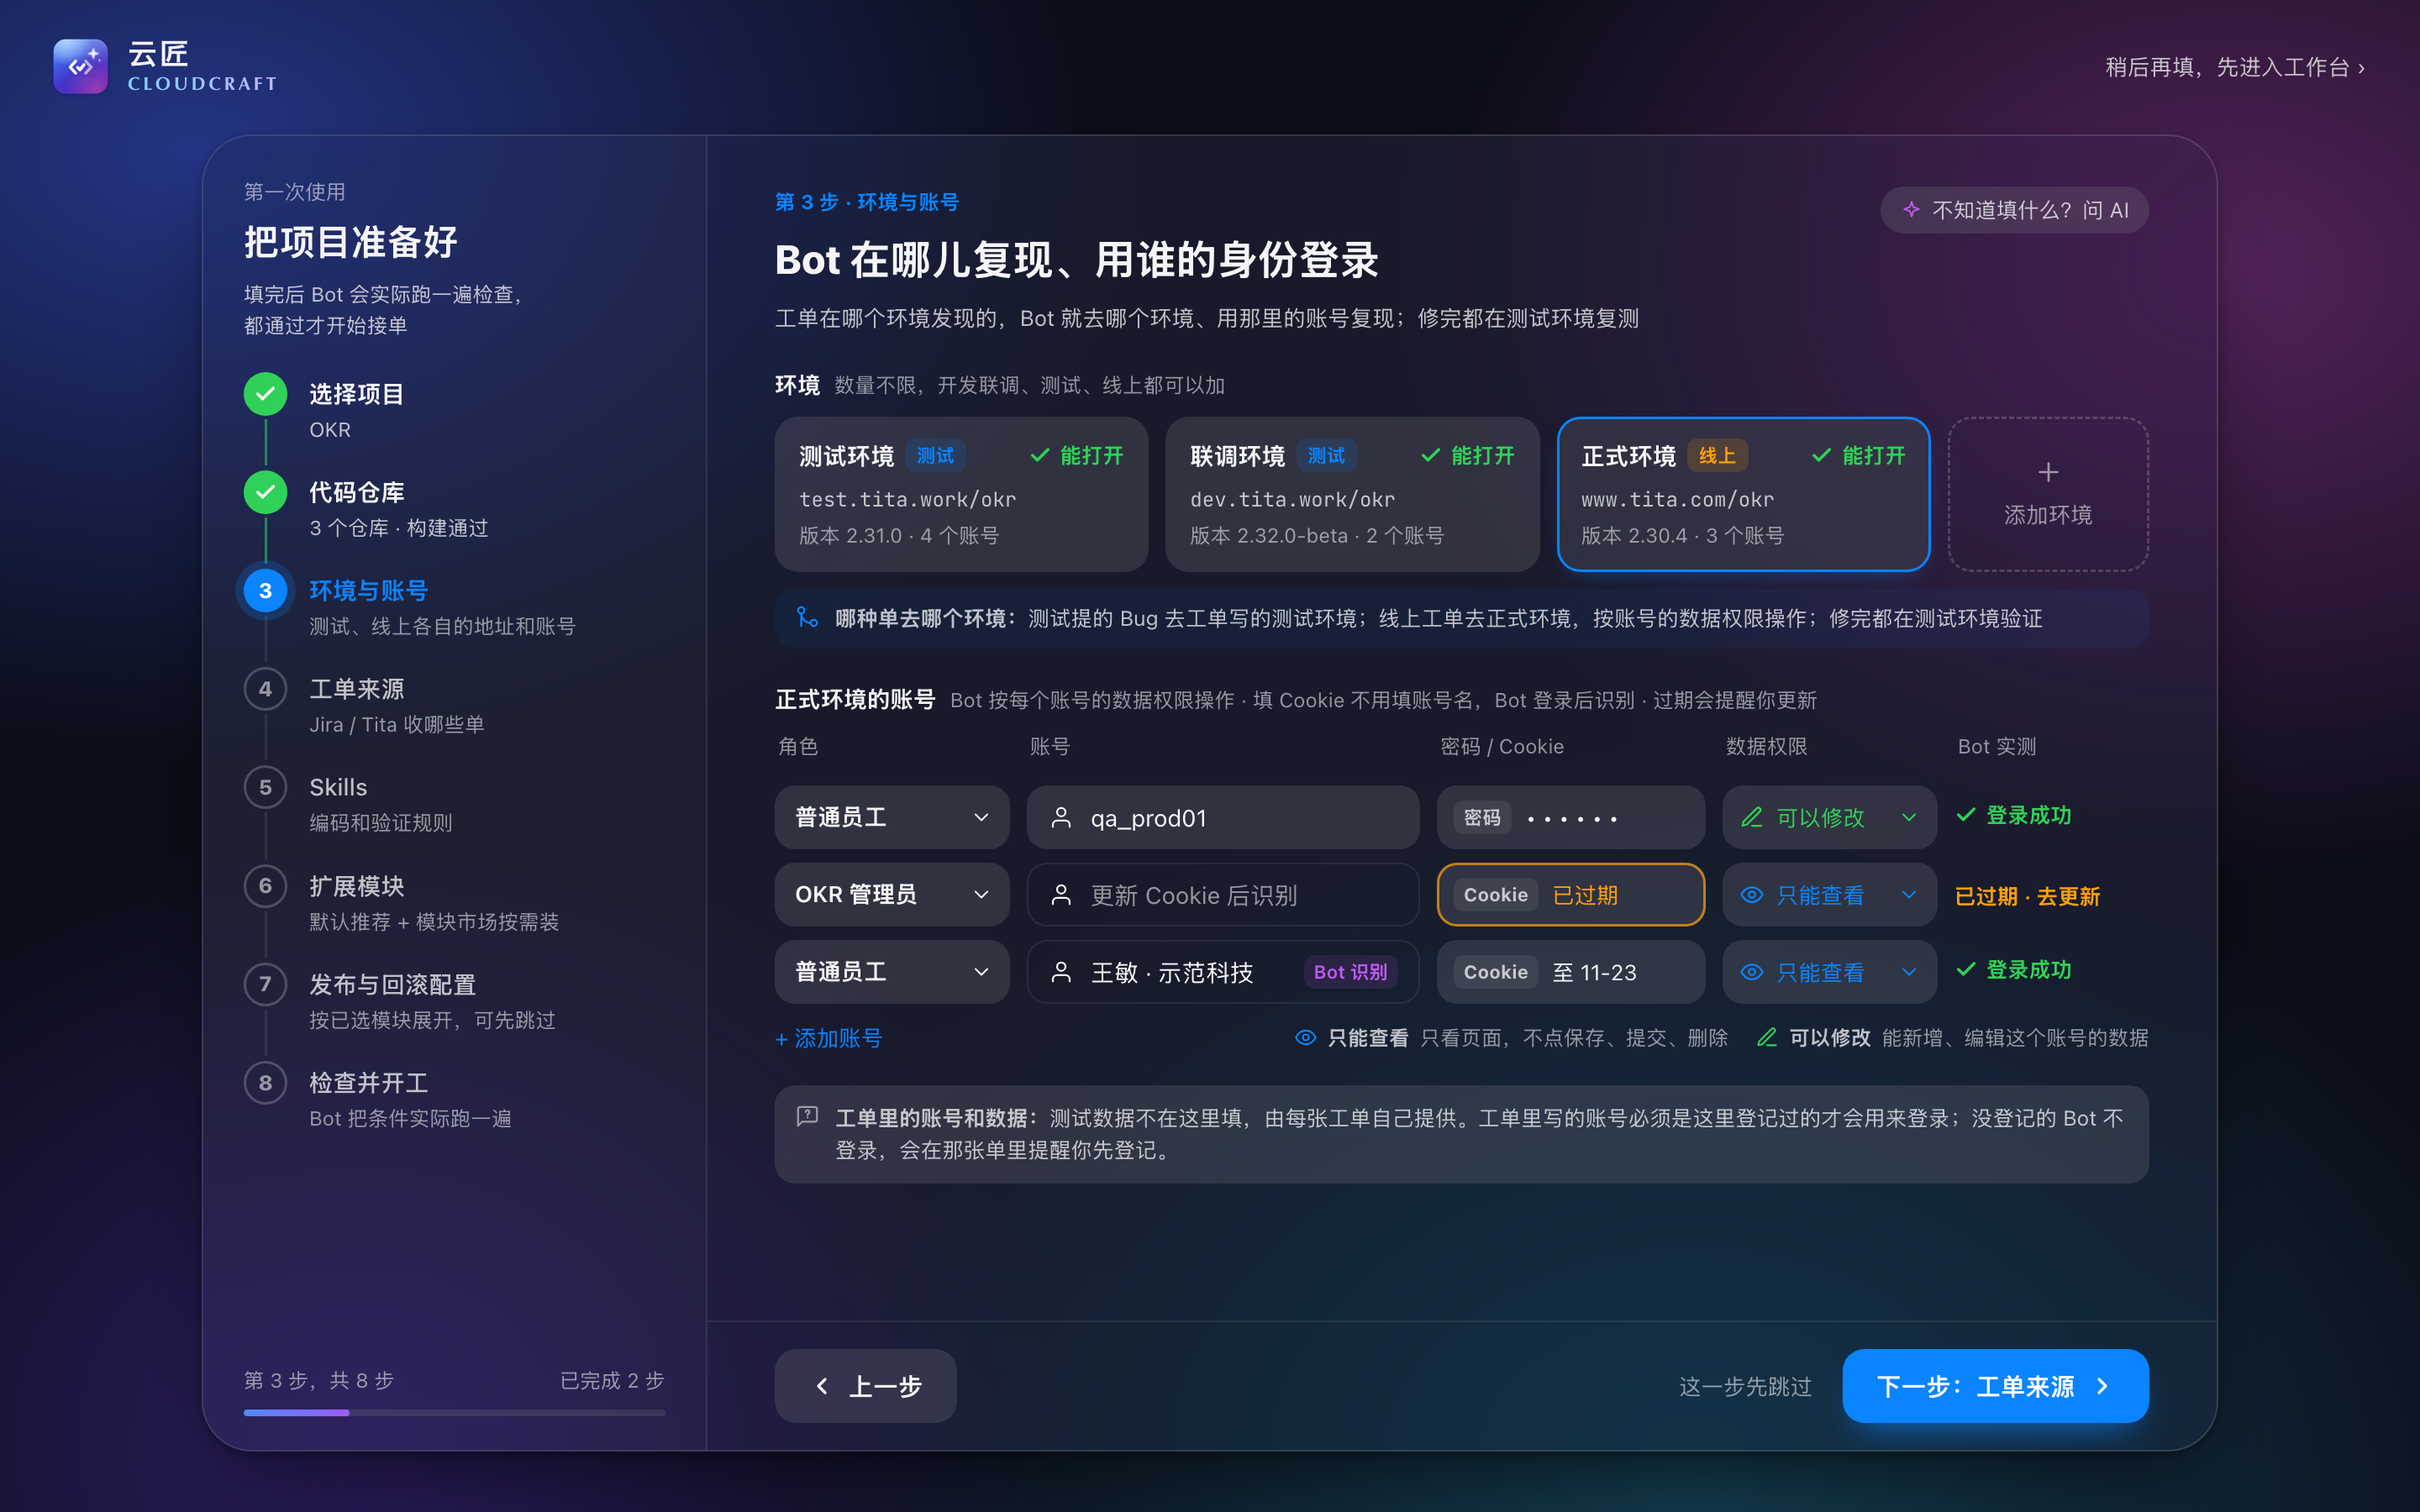 云匠
CLOUDCRAFT
稍后再填，先进入工作台 ›
第一次使用
把项目准备好
填完后 Bot 会实际跑一遍检查，
都通过才开始接单
选择项目
OKR
代码仓库
3 个仓库 · 构建通过
3
环境与账号
测试、线上各自的地址和账号
4
工单来源
Jira / Tita 收哪些单
5
Skills
编码和验证规则
6
扩展模块
默认推荐 + 模块市场按需装
7
发布与回滚配置
按已选模块展开，可先跳过
8
检查并开工
Bot 把条件实际跑一遍
第 3 步，共 8 步 已完成 2 步
第 3 步 · 环境与账号
不知道填什么？问 AI
Bot 在哪儿复现、用谁的身份登录
工单在哪个环境发现的，Bot 就去哪个环境、用那里的账号复现；修完都在测试环境复测
环境 数量不限，开发联调、测试、线上都可以加
测试环境 测试 能打开
test.tita.work/okr
版本 2.31.0 · 4 个账号
联调环境 测试 能打开
dev.tita.work/okr
版本 2.32.0-beta · 2 个账号
正式环境 线上 能打开
www.tita.com/okr
版本 2.30.4 · 3 个账号
+
添加环境
哪种单去哪个环境：测试提的 Bug 去工单写的测试环境；线上工单去正式环境，按账号的数据权限操作；修完都在测试环境验证
正式环境的账号 Bot 按每个账号的数据权限操作 · 填 Cookie 不用填账号名，Bot 登录后识别 · 过期会提醒你更新
角色 账号 密码 / Cookie 数据权限 Bot 实测
普通员工 qa_prod01 密码 •••••• 可以修改 登录成功
OKR 管理员 更新 Cookie 后识别 Cookie 已过期 只能查看 已过期 · 去更新
普通员工 王敏 · 示范科技 Bot 识别 Cookie 至 11-23 只能查看 登录成功
+ 添加账号 只能查看 只看页面，不点保存、提交、删除 可以修改 能新增、编辑这个账号的数据
工单里的账号和数据：测试数据不在这里填，由每张工单自己提供。工单里写的账号必须是这里登记过的才会用来登录；没登记的 Bot 不
登录，会在那张单里提醒你先登记。
上一步 这一步先跳过 下一步：工单来源